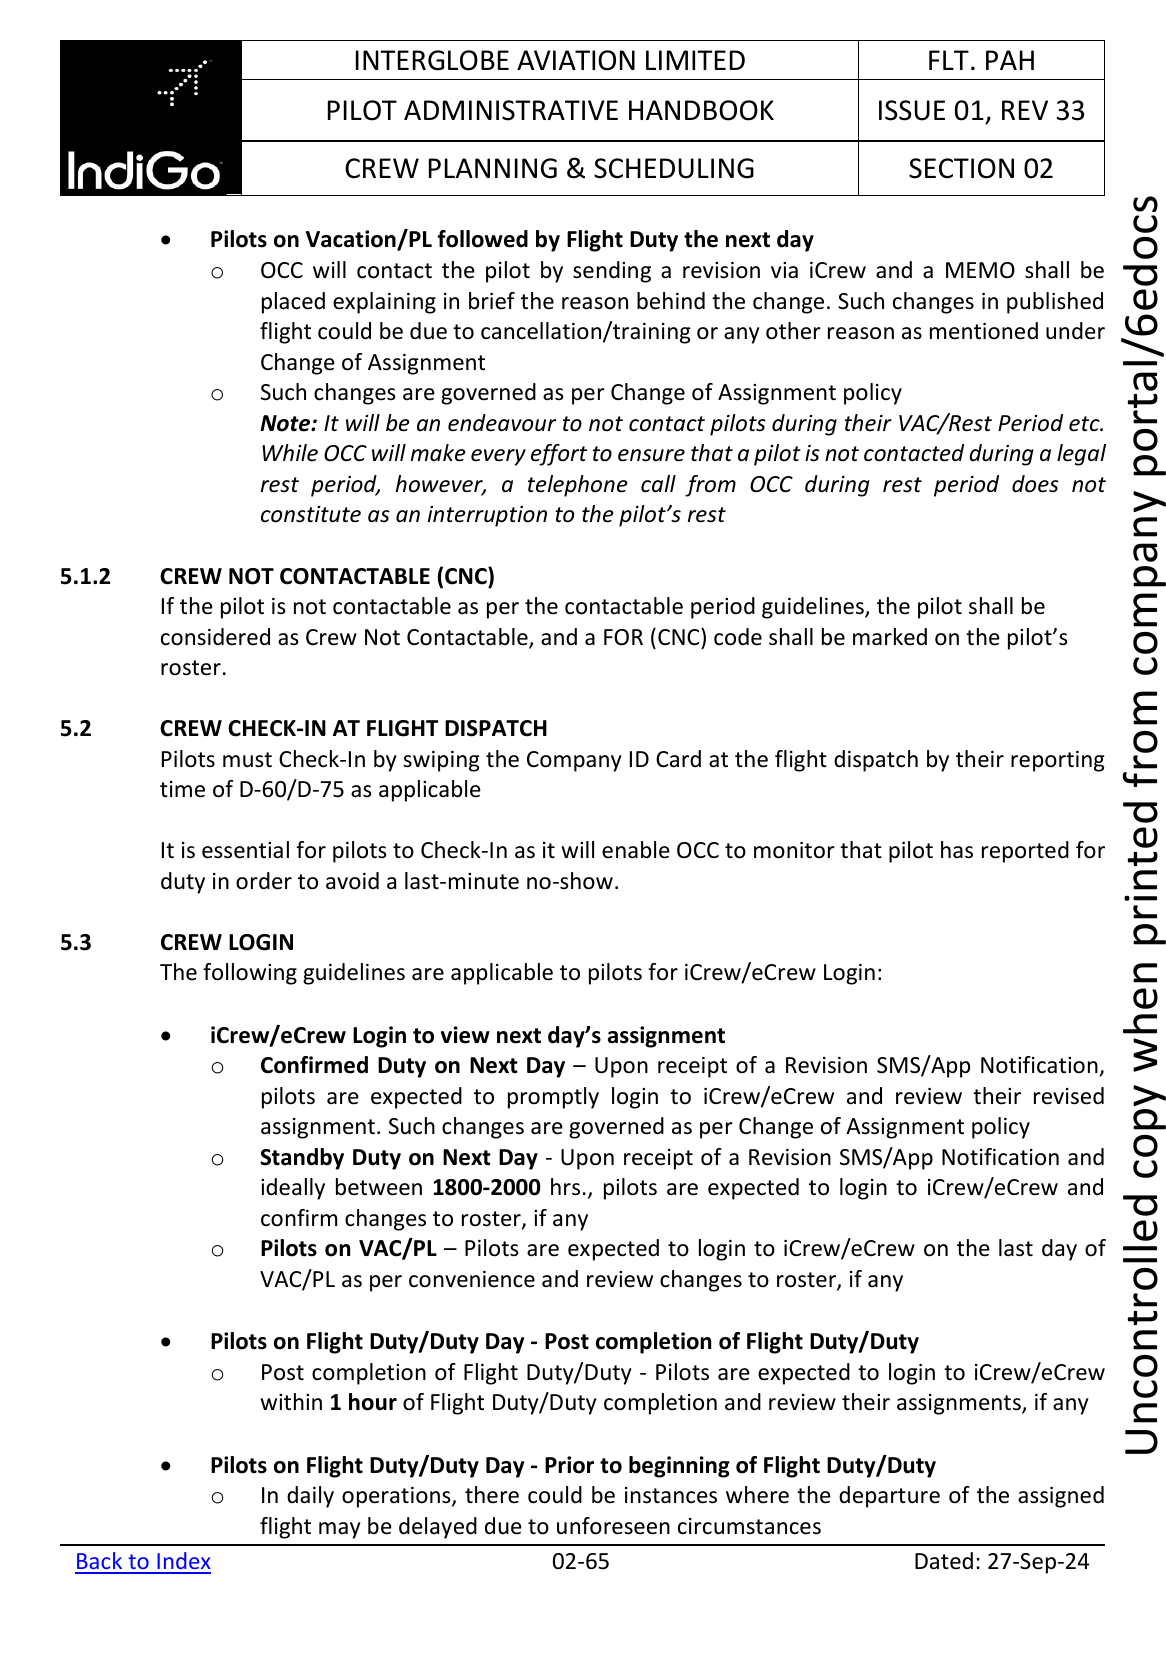 INTERGLOBE AVIATION LIMITED
FLT. PAH
PILOT ADMINISTRATIVE HANDBOOK
ISSUE 01, REV 33
IndiGo
CREW PLANNING & SCHEDULING
SECTION 02
• Pilots on Vacation/PL followed by Flight Duty the next day
o OCC will contact the pilot by sending a revision via iCrew and a MEMO shall be
placed explaining in brief the reason behind the change. Such changes in published
flight could be due to cancellation/training or any other reason as mentioned under
Change of Assignment
o Such changes are governed as per Change of Assignment policy
Note: It will be an endeavour to not contact pilots during their VAC/Rest Period etc.
While OCC will make every effort to ensure that a pilot is not contacted during a legal
rest period, however, a telephone call from OCC during rest period does not
constitute as an interruption to the pilot’s rest
5.1.2 CREW NOT CONTACTABLE (CNC)
If the pilot is not contactable as per the contactable period guidelines, the pilot shall be
considered as Crew Not Contactable, and a FOR (CNC) code shall be marked on the pilot’s
roster.
5.2 CREW CHECK-IN AT FLIGHT DISPATCH
Pilots must Check-In by swiping the Company ID Card at the flight dispatch by their reporting
time of D-60/D-75 as applicable
It is essential for pilots to Check-In as it will enable OCC to monitor that pilot has reported for
duty in order to avoid a last-minute no-show.
5.3 CREW LOGIN
The following guidelines are applicable to pilots for iCrew/eCrew Login:
• iCrew/eCrew Login to view next day’s assignment
o Confirmed Duty on Next Day – Upon receipt of a Revision SMS/App Notification,
pilots are expected to promptly login to iCrew/eCrew and review their revised
assignment. Such changes are governed as per Change of Assignment policy
o Standby Duty on Next Day - Upon receipt of a Revision SMS/App Notification and
ideally between 1800-2000 hrs., pilots are expected to login to iCrew/eCrew and
confirm changes to roster, if any
o Pilots on VAC/PL – Pilots are expected to login to iCrew/eCrew on the last day of
VAC/PL as per convenience and review changes to roster, if any
• Pilots on Flight Duty/Duty Day - Post completion of Flight Duty/Duty
o Post completion of Flight Duty/Duty - Pilots are expected to login to iCrew/eCrew
within 1 hour of Flight Duty/Duty completion and review their assignments, if any
• Pilots on Flight Duty/Duty Day - Prior to beginning of Flight Duty/Duty
o In daily operations, there could be instances where the departure of the assigned
flight may be delayed due to unforeseen circumstances
Back to Index
02-65
Dated: 27-Sep-24
Uncontrolled copy when printed from company portal/6edocs